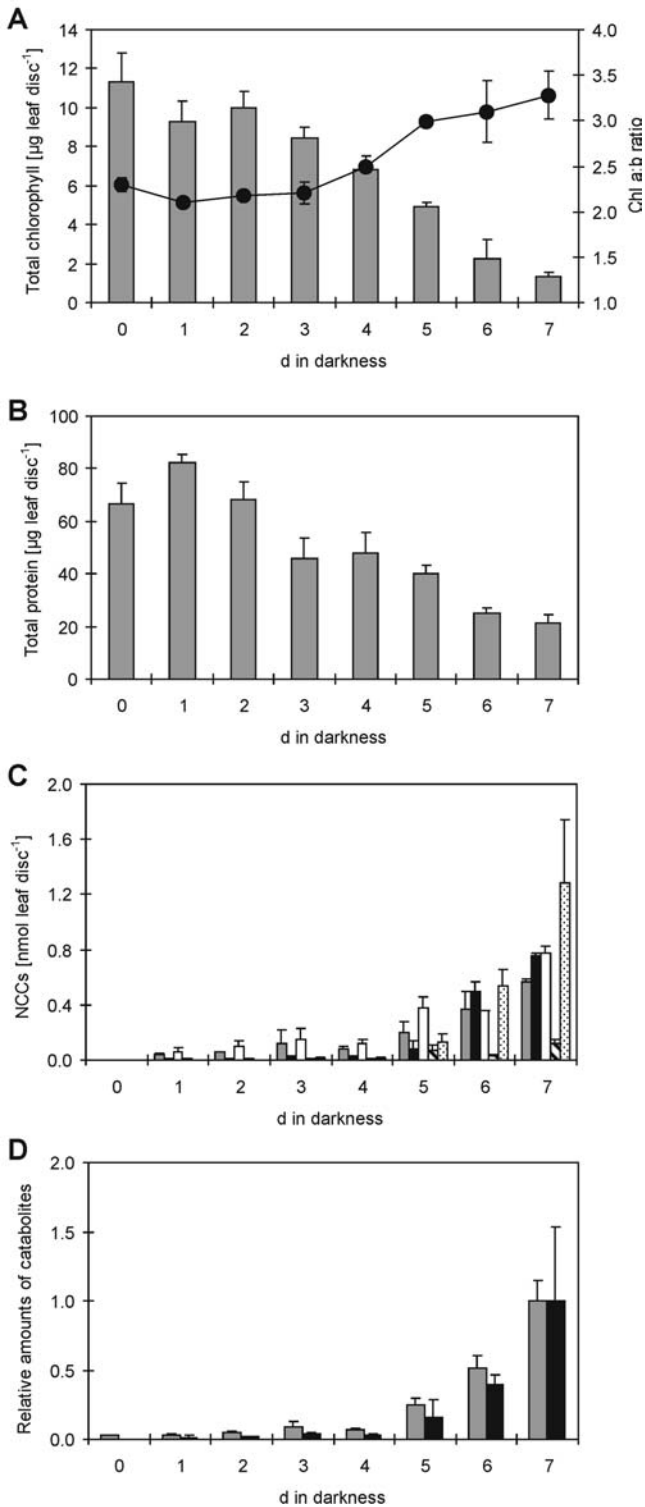 A
Total chlorophyll [µg leaf disc⁻¹]
14
12
10
8
6
4
2
0
4.0
3.5
3.0
2.5
2.0
1.5
1.0
Chl a:b ratio
0 1 2 3 4 5 6 7
d in darkness
B
Total protein [µg leaf disc⁻¹]
100
80
60
40
20
0
0 1 2 3 4 5 6 7
d in darkness
C
NCCs [nmol leaf disc⁻¹]
2.0
1.6
1.2
0.8
0.4
0.0
0 1 2 3 4 5 6 7
d in darkness
D
Relative amounts of catabolites
2.0
1.5
1.0
0.5
0.0
0 1 2 3 4 5 6 7
d in darkness